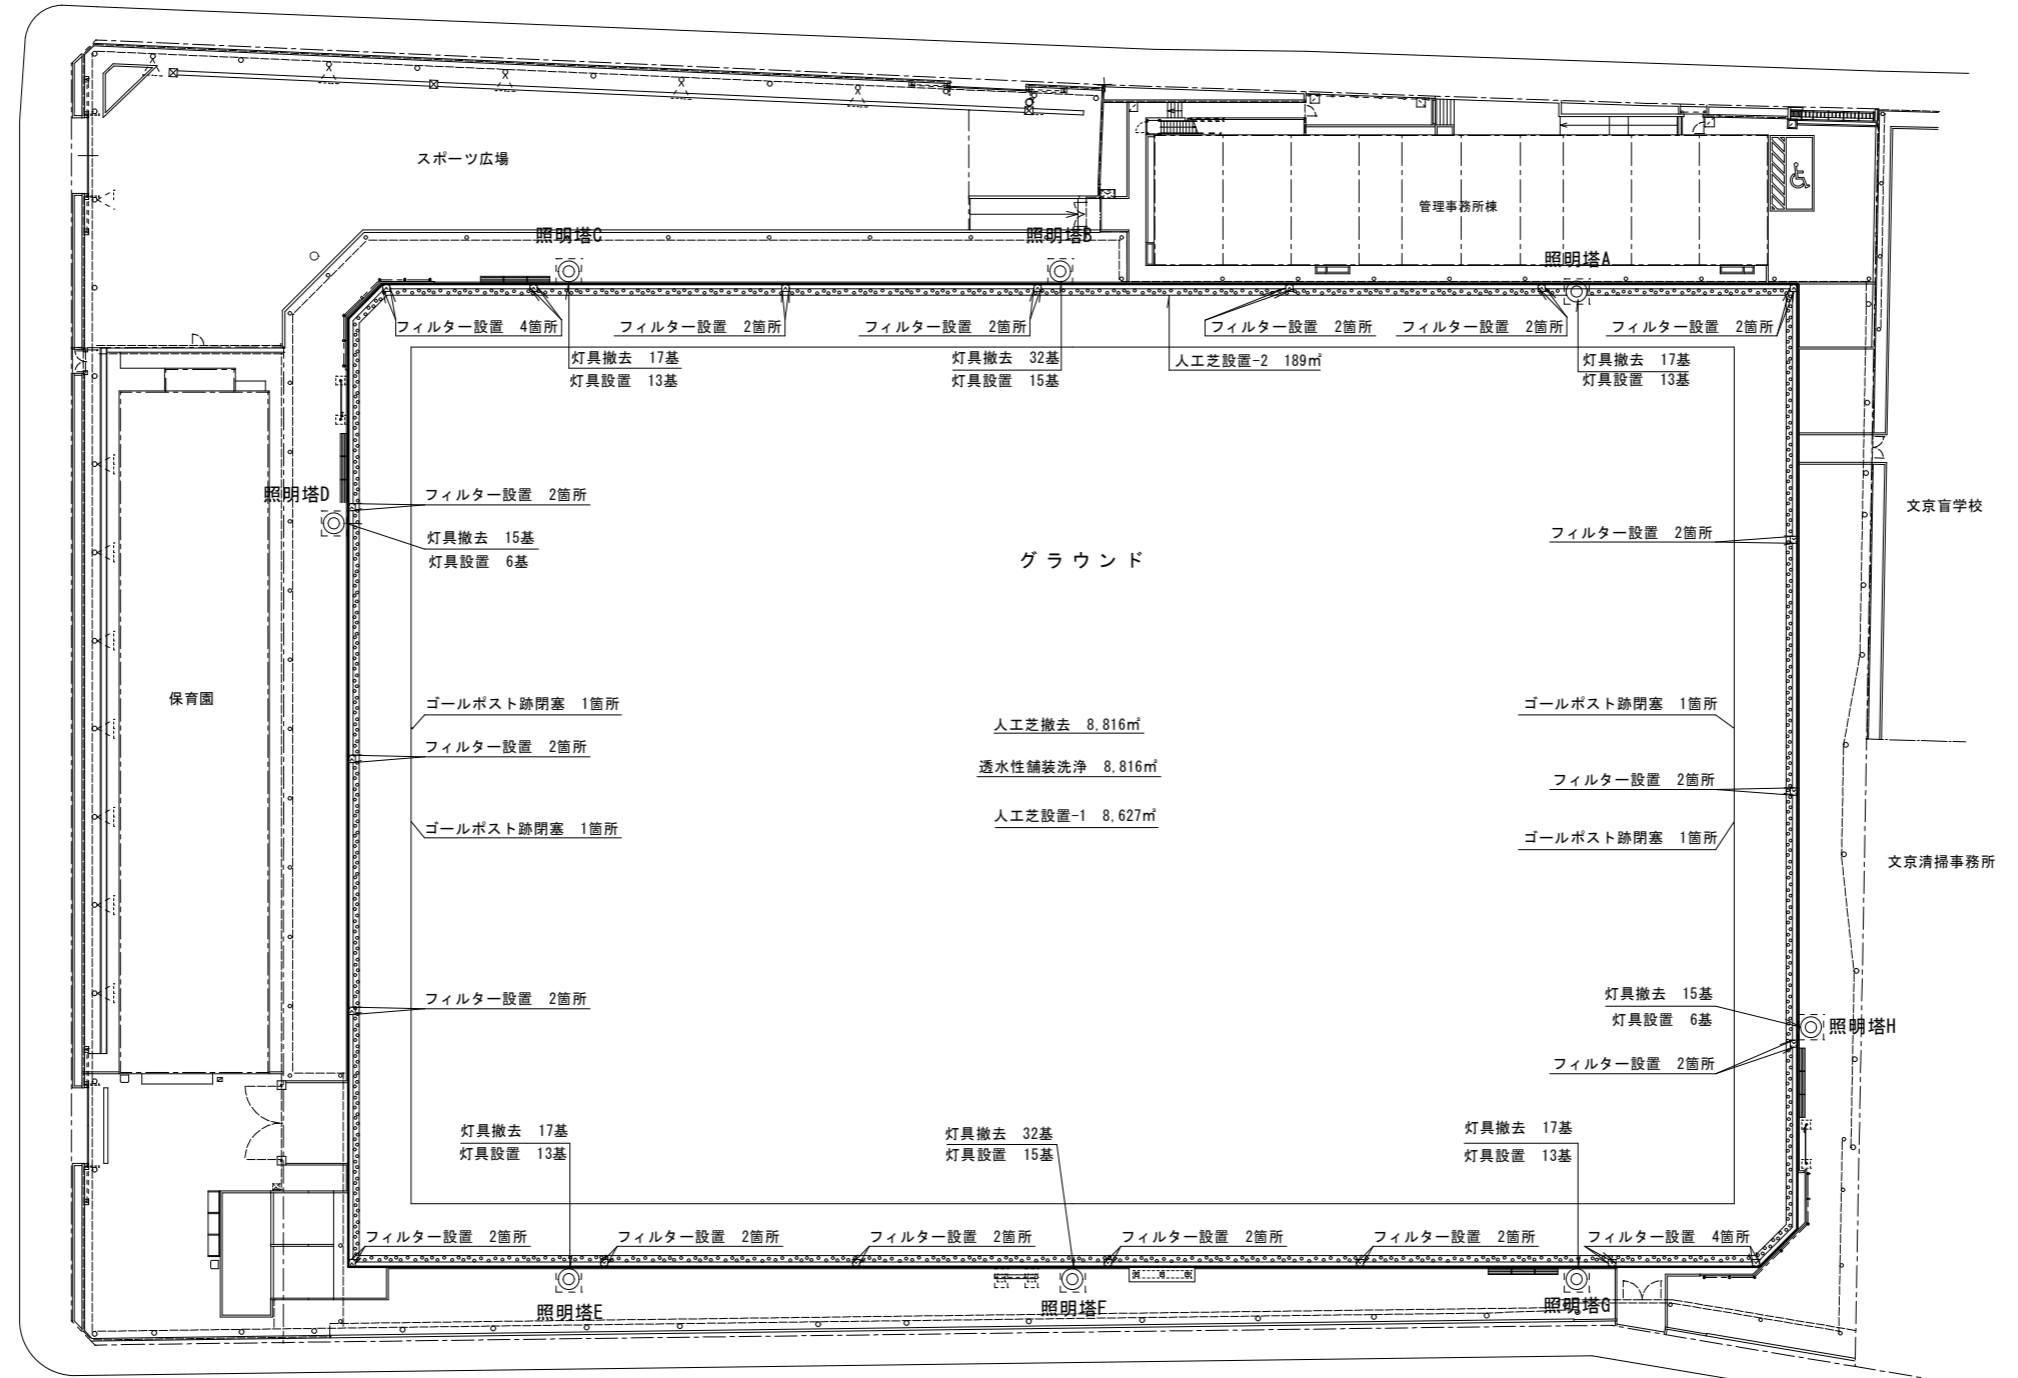 スポーツ広場
管理事務所棟
照明塔C
照明塔B
照明塔A
フィルター設置　4箇所
フィルター設置　2箇所
フィルター設置　2箇所
フィルター設置　2箇所
フィルター設置　2箇所
フィルター設置　2箇所
灯具撤去　17基
灯具設置　13基
灯具撤去　32基
灯具設置　15基
人工芝設置-2　189㎡
灯具撤去　17基
灯具設置　13基
照明塔D
フィルター設置　2箇所
灯具撤去　15基
灯具設置　6基
グラウンド
フィルター設置　2箇所
文京盲学校
保育園
ゴールポスト跡閉塞　1箇所
フィルター設置　2箇所
ゴールポスト跡閉塞　1箇所
人工芝撤去　8,816㎡
透水性舗装洗浄　8,816㎡
人工芝設置-1　8,627㎡
ゴールポスト跡閉塞　1箇所
フィルター設置　2箇所
ゴールポスト跡閉塞　1箇所
文京清掃事務所
フィルター設置　2箇所
灯具撤去　15基
灯具設置　6基
照明塔H
フィルター設置　2箇所
灯具撤去　17基
灯具設置　13基
灯具撤去　32基
灯具設置　15基
灯具撤去　17基
灯具設置　13基
フィルター設置　2箇所
フィルター設置　2箇所
フィルター設置　2箇所
フィルター設置　2箇所
フィルター設置　2箇所
フィルター設置　4箇所
照明塔E
照明塔F
照明塔G